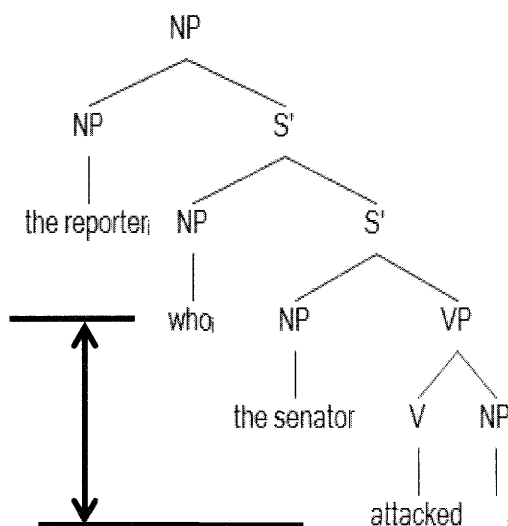 NP
NP S'
the reporterᵢ NP S'
whoᵢ NP VP
the senator V NP
attacked